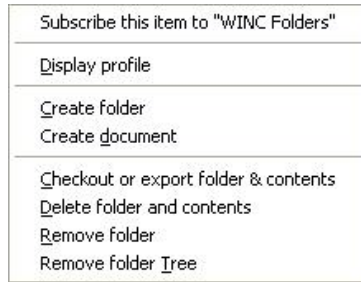 Subscribe this item to "WINC Folders"
Display profile
Create folder
Create document
Checkout or export folder & contents
Delete folder and contents
Remove folder
Remove folder Tree